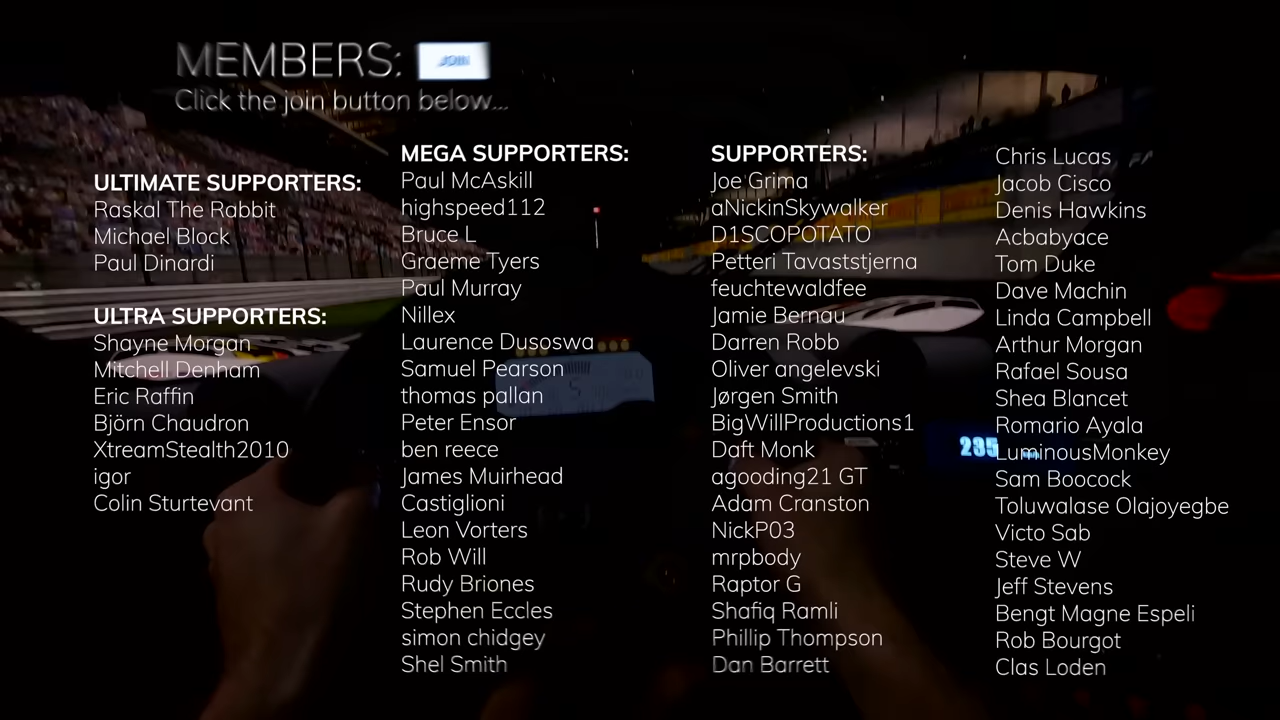 MEMBERS: JOIN
Click the join button below...
ULTIMATE SUPPORTERS:
Raskal The Rabbit
Michael Block
Paul Dinardi
ULTRA SUPPORTERS:
Shayne Morgan
Mitchell Denham
Eric Raffin
Björn Chaudron
XtreamStealth2010
igor
Colin Sturtevant
MEGA SUPPORTERS:
Paul McAskill
highspeed112
Bruce L
Graeme Tyers
Paul Murray
Nillex
Laurence Dusoswa
Samuel Pearson
thomas pallan
Peter Ensor
ben reece
James Muirhead
Castiglioni
Leon Vorters
Rob Will
Rudy Briones
Stephen Eccles
simon chidgey
Shel Smith
SUPPORTERS:
Joe Grima
aNickinSkywalker
D1SCOPOTATO
Petteri Tavaststjerna
feuchtewaldfee
Jamie Bernau
Darren Robb
Oliver angelevski
Jørgen Smith
BigWillProductions1
Daft Monk
agooding21 GT
Adam Cranston
NickP03
mrpbody
Raptor G
Shafiq Ramli
Phillip Thompson
Dan Barrett
Chris Lucas
Jacob Cisco
Denis Hawkins
Acbabyace
Tom Duke
Dave Machin
Linda Campbell
Arthur Morgan
Rafael Sousa
Shea Blancet
Romario Ayala
LuminousMonkey
Sam Boocock
Toluwalase Olajoyegbe
Victo Sab
Steve W
Jeff Stevens
Bengt Magne Espeli
Rob Bourgot
Clas Loden
5
235